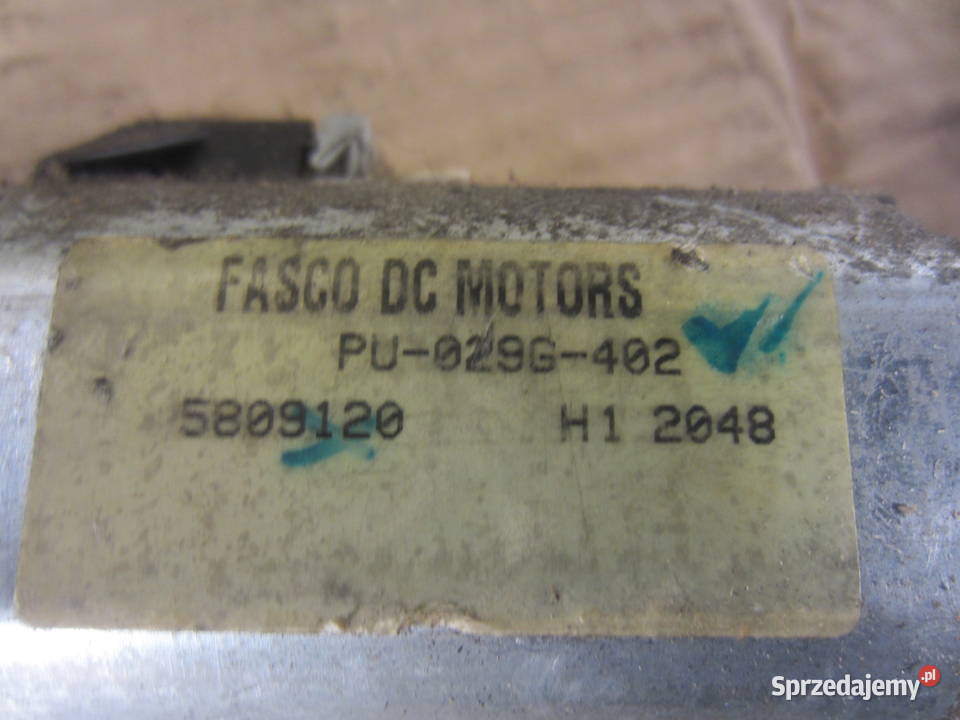 FASCO DC MOTORS
PU-029G-402
5809120 H1 2048
Sprzedajemy.pl